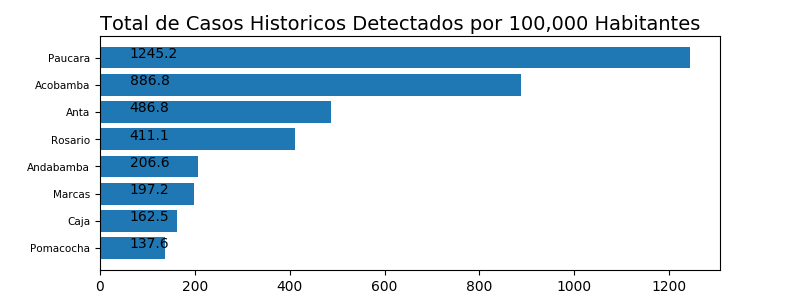 Total de Casos Historicos Detectados por 100,000 Habitantes
Paucara 1245.2
Acobamba 886.8
Anta 486.8
Rosario 411.1
Andabamba 206.6
Marcas 197.2
Caja 162.5
Pomacocha 137.6
0 200 400 600 800 1000 1200